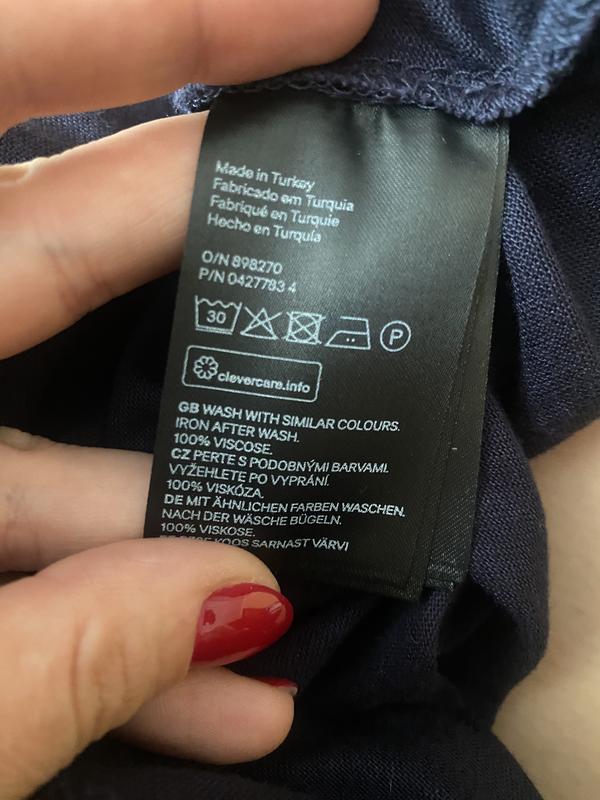 Made in Turkey
Fabricado em Turquia
Fabriqué en Turquie
Hecho en Turquía
O/N 898270
P/N 0427783 4
30 P
clevercare.info
GB WASH WITH SIMILAR COLOURS.
IRON AFTER WASH.
100% VISCOSE.
CZ PERTE S PODOBNÝMI BARVAMI.
VYŽEHLETE PO VYPRÁNÍ.
100% VISKÓZA.
DE MIT ÄHNLICHEN FARBEN WASCHEN.
NACH DER WÄSCHE BÜGELN.
100% VISKOSE.
KOOS SARNAST VÄRVI